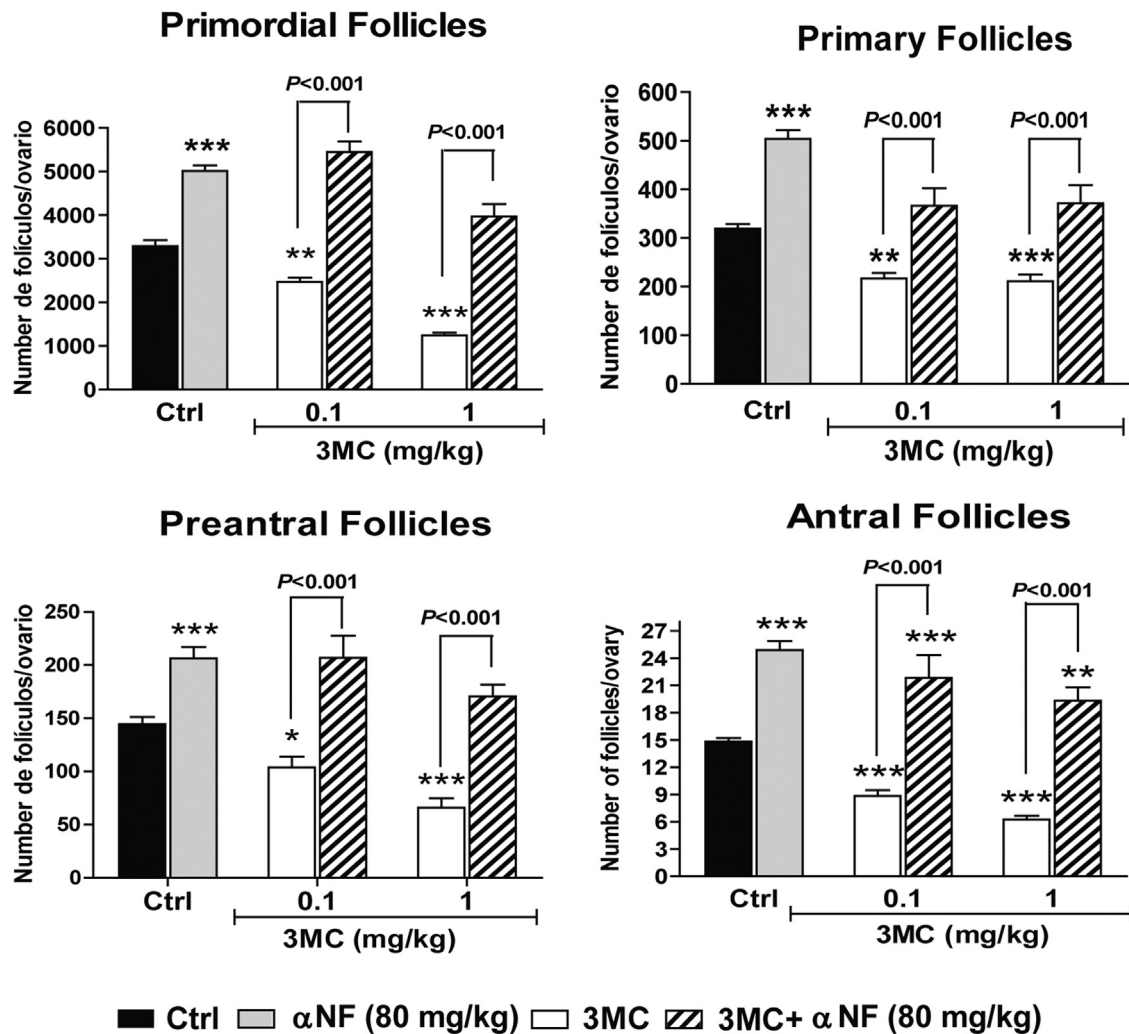 Primordial Follicles
Number de folículos/ovario
6000
5000
4000
3000
2000
1000
0
***
**
P<0.001
***
P<0.001
Ctrl
0.1
1
3MC (mg/kg)
Primary Follicles
Number de folículos/ovario
600
500
400
300
200
100
0
***
**
P<0.001
***
P<0.001
Ctrl
0.1
1
3MC (mg/kg)
Preantral Follicles
Number de folículos/ovario
250
200
150
100
50
0
***
*
P<0.001
***
P<0.001
Ctrl
0.1
1
3MC (mg/kg)
Antral Follicles
Number of follicles/ovary
27
24
21
18
15
12
9
6
3
0
***
***
P<0.001
***
***
P<0.001
**
Ctrl
0.1
1
3MC (mg/kg)
Ctrl αNF (80 mg/kg) 3MC 3MC+ αNF (80 mg/kg)